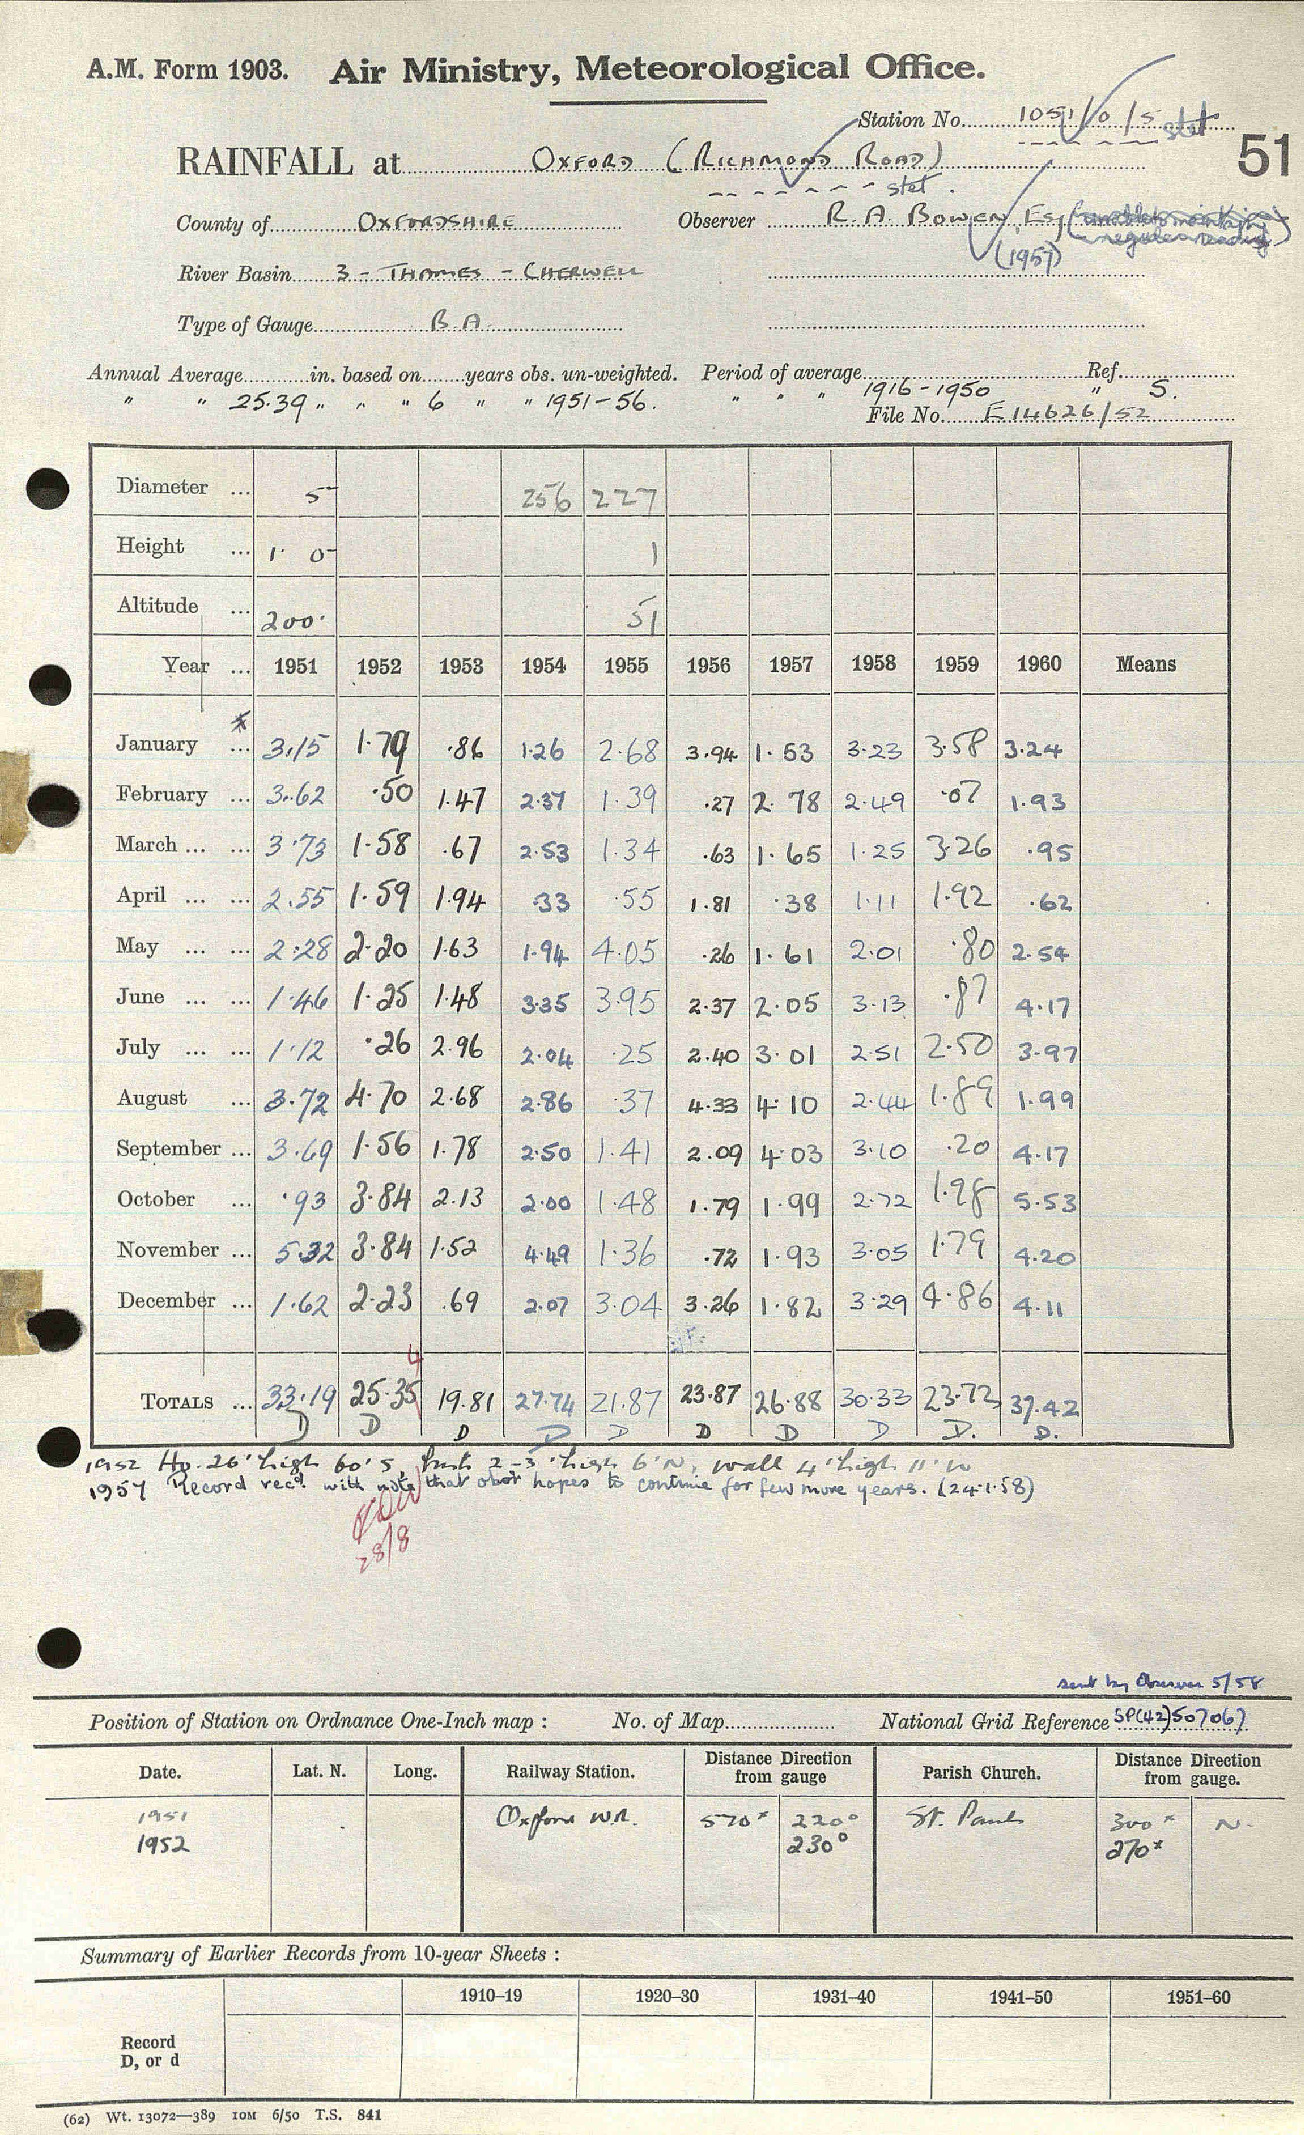 A.M. Form 1903. Air Ministry, Meteorological Office.
Station No. 1051/0/5 stet
51
RAINFALL at OXFORD (RICHMOND ROAD)
stet.
County of OXFORDSHIRE Observer R. A. BOWEN, Esq
(1957)
River Basin 3 - THAMES - CHERWELL
Type of Gauge B.A.
Annual Average in. based on years obs. un-weighted. Period of average Ref.
" " 25.39 " " " 6 " " 1951-56. " " " 1916-1950 " S.
File No. E14626/52
Diameter ... 5 256 227
Height ... 1' 0 1
Altitude ... 200' 51
Year ... 1951 1952 1953 1954 1955 1956 1957 1958 1959 1960 Means
January ... 3.15 1.79 .86 1.26 2.68 3.94 1.53 3.23 3.58 3.24
February ... 3.62 .50 1.47 2.37 1.39 .27 2.78 2.49 .07 1.93
March ... ... 3.73 1.58 .67 2.53 1.34 .63 1.65 1.25 3.26 .95
April ... ... 2.55 1.59 1.94 .33 .55 1.81 .38 1.11 1.92 .62
May ... ... 2.28 2.20 1.63 1.94 4.05 .26 1.61 2.01 .80 2.54
June ... ... 1.46 1.25 1.48 3.35 3.95 2.37 2.05 3.13 .87 4.17
July ... ... 1.12 .26 2.96 2.04 .25 2.40 3.01 2.51 2.50 3.97
August ... 3.72 4.70 2.68 2.86 .37 4.33 4.10 2.44 1.89 1.99
September ... 3.69 1.56 1.78 2.50 1.41 2.09 4.03 3.10 .20 4.17
October ... .93 3.84 2.13 2.00 1.48 1.79 1.99 2.72 1.98 5.53
November ... 5.32 3.84 1.52 4.49 1.36 .72 1.93 3.05 1.79 4.20
December ... 1.62 2.23 .69 2.07 3.04 3.26 1.82 3.29 4.86 4.11
4
TOTALS ... 33.19 25.35 19.81 27.74 21.87 23.87 26.88 30.33 23.72 37.42
D D D D D D D D D. D.
1952 Ho. 26' high 60' S, bush 2-3' high 6' N, wall 4' high 11' W
1957 Record recd. with note that obsr hopes to continue for few more years. (24.1.58)
28/8
sent by Observer 5/58
Position of Station on Ordnance One-Inch map : No. of Map National Grid Reference SP(42)507067
Date. Lat. N. Long. Railway Station. Distance Direction from gauge Parish Church. Distance Direction from gauge.
1951 Oxford W.R. 570x 220° St. Pauls 300x N.
1952 230° 270x
Summary of Earlier Records from 10-year Sheets :
1910-19 1920-30 1931-40 1941-50 1951-60
Record
D, or d
(62) Wt. 13072—389 10M 6/50 T.S. 841